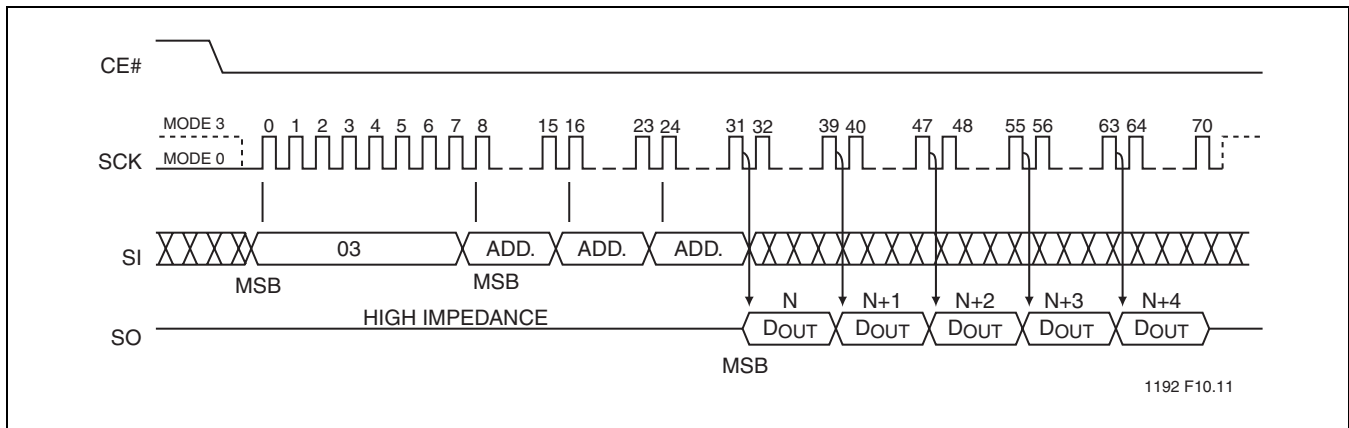 CE#
MODE 3
0 1 2 3 4 5 6 7 8 15 16 23 24 31 32 39 40 47 48 55 56 63 64 70
SCK
MODE 0
SI
03 ADD. ADD. ADD.
MSB MSB
N N+1 N+2 N+3 N+4
HIGH IMPEDANCE
SO
DOUT DOUT DOUT DOUT DOUT
MSB
1192 F10.11